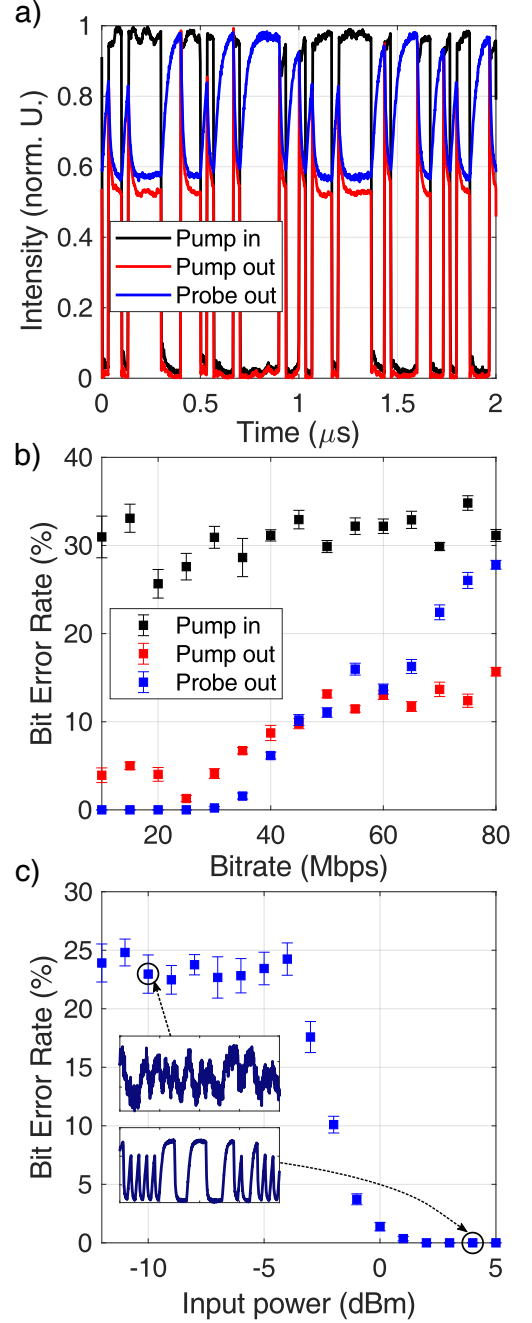 a)
Intensity (norm. U.)
1
0.8
0.6
0.4
0.2
0
Pump in
Pump out
Probe out
0 0.5 1 1.5 2
Time (μs)
b)
Bit Error Rate (%)
40
30
20
10
0
Pump in
Pump out
Probe out
20 40 60 80
Bitrate (Mbps)
c)
Bit Error Rate (%)
30
25
20
15
10
5
0
-10 -5 0 5
Input power (dBm)